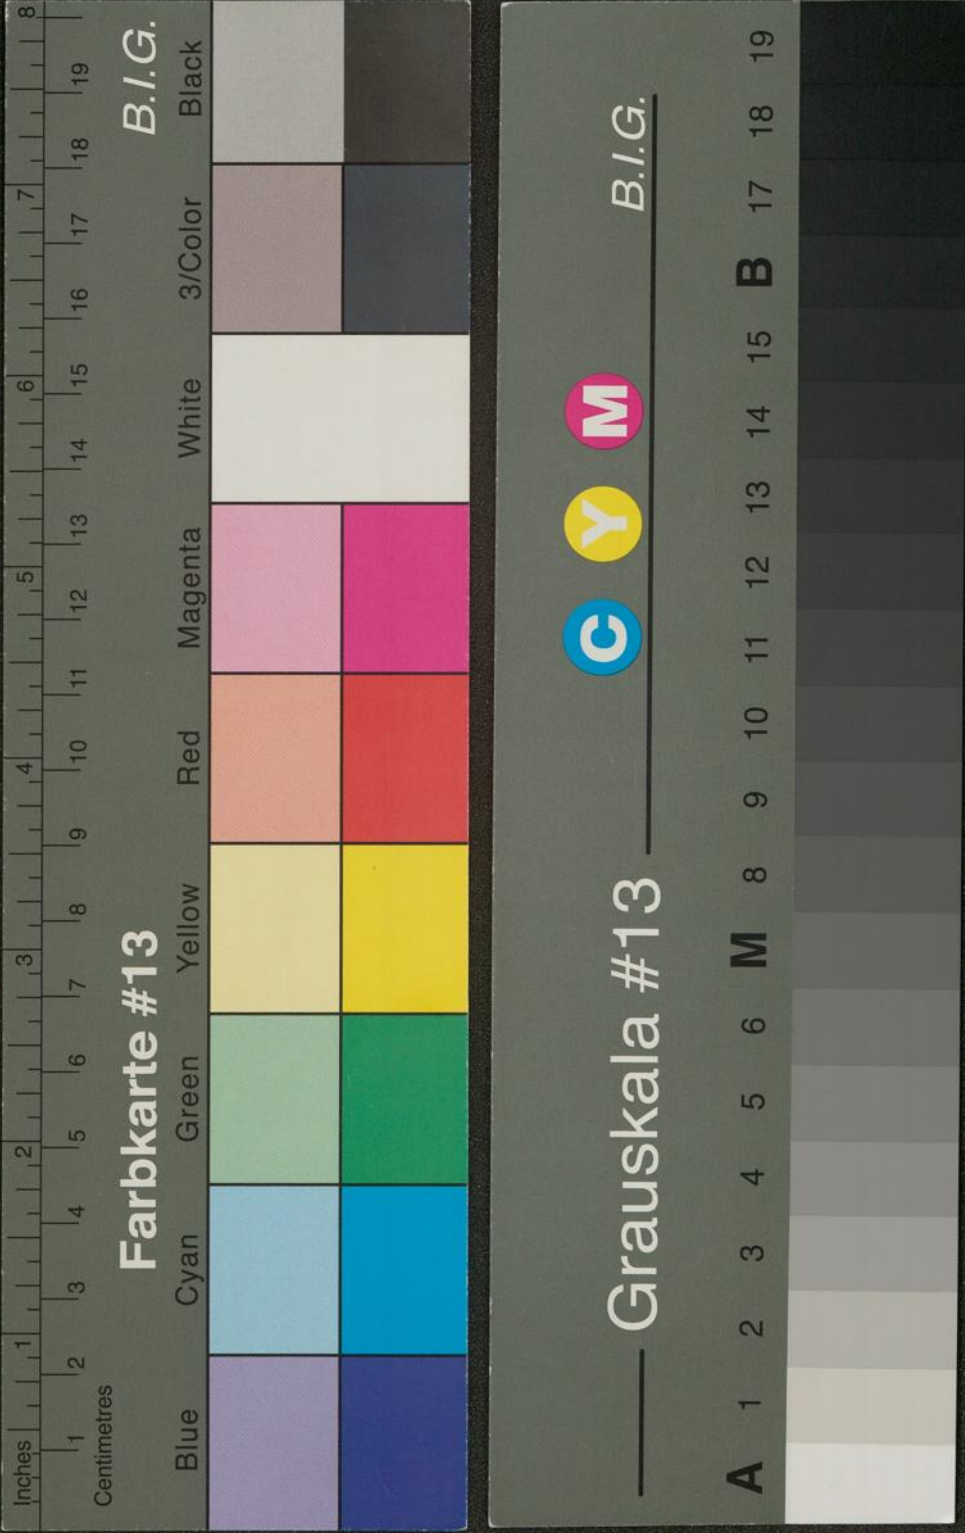 Inches 1 2 3 4 5 6 7 8
Centimetres 1 2 3 4 5 6 7 8 9 10 11 12 13 14 15 16 17 18 19
Farbkarte #13 B.I.G.
Blue Cyan Green Yellow Red Magenta White 3/Color Black
C Y M B.I.G.
Grauskala #13
A 1 2 3 4 5 6 M 8 9 10 11 12 13 14 15 B 17 18 19